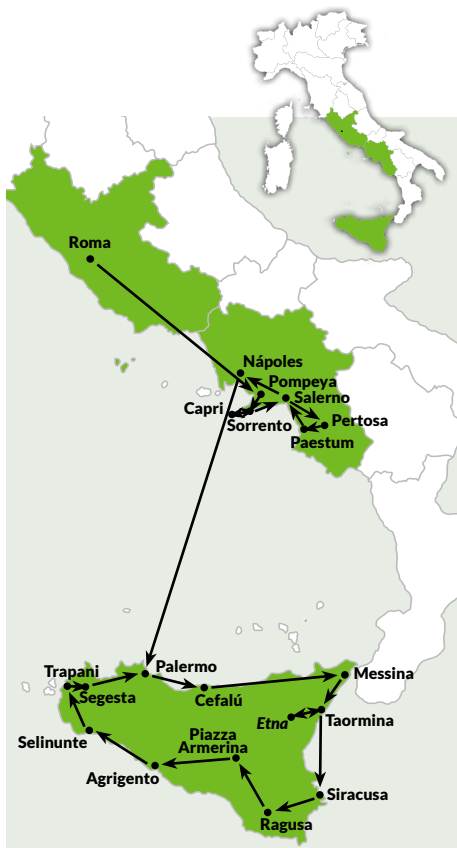 Roma
Nápoles
Pompeya
Salerno
Capri
Sorrento
Pertosa
Paestum
Trapani
Palermo
Messina
Segesta
Cefalú
Etna
Taormina
Selinunte
Piazza
Armerina
Agrigento
Siracusa
Ragusa